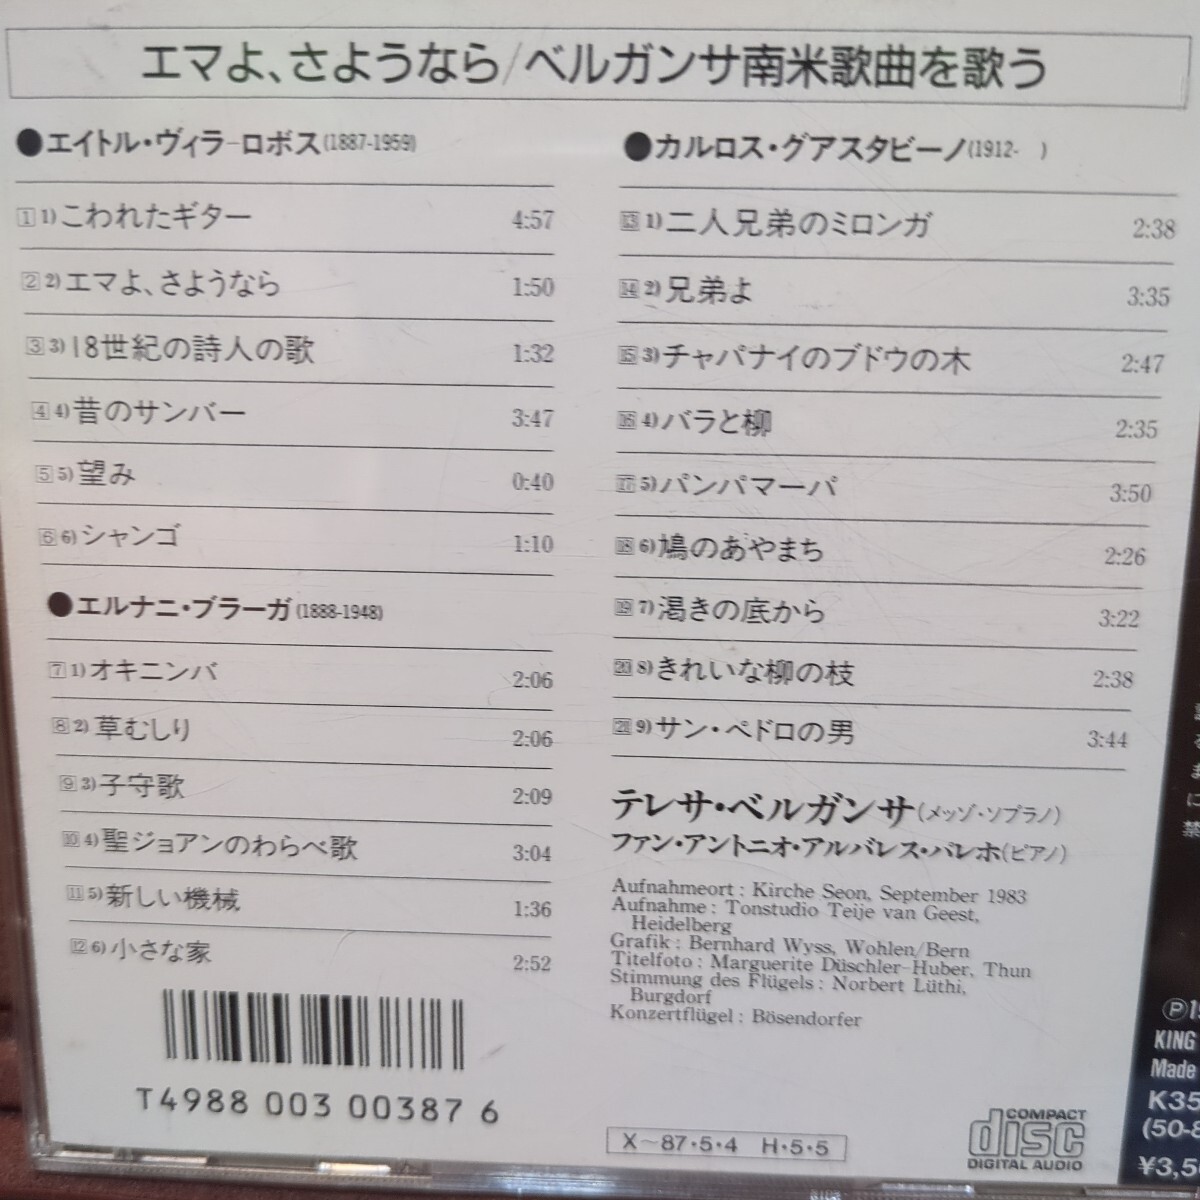 エマよ、さようなら/ベルガンサ南米歌曲を歌う
●エイトル・ヴィラ-ロボス(1887-1959)
1 1)こわれたギター 4:57
2 2)エマよ、さようなら 1:50
3 3)18世紀の詩人の歌 1:32
4 4)昔のサンバー 3:47
5 5)望み 0:40
6 6)シャンゴ 1:10
●エルナニ・ブラーガ(1888-1948)
7 1)オキニンバ 2:06
8 2)草むしり 2:06
9 3)子守歌 2:09
10 4)聖ジョアンのわらべ歌 3:04
11 5)新しい機械 1:36
12 6)小さな家 2:52
T4988 003 00387 6
●カルロス・グアスタビーノ(1912- )
13 1)二人兄弟のミロンガ 2:38
14 2)兄弟よ 3:35
15 3)チャパナイのブドウの木 2:47
16 4)バラと柳 2:35
17 5)パンパマーパ 3:50
18 6)鳩のあやまち 2:26
19 7)渇きの底から 3:22
20 8)きれいな柳の枝 2:38
21 9)サン・ペドロの男 3:44
テレサ・ベルガンサ(メッゾ・ソプラノ)
ファン・アントニオ・アルバレス・パレホ(ピアノ)
Aufnahmeort : Kirche Seon, September 1983
Aufnahme : Tonstudio Teije van Geest,
Heidelberg
Grafik : Bernhard Wyss, Wohlen/Bern
Titelfoto : Marguerite Düschler-Huber, Thun
Stimmung des Flügels : Norbert Lüthi,
Burgdorf
Konzertflügel : Bösendorfer
X〜87・5・4 H・5・5
COMPACT
disc
DIGITAL AUDIO
に
禁
Ⓟ19
KING
Made
K35
(50-8
¥3,50